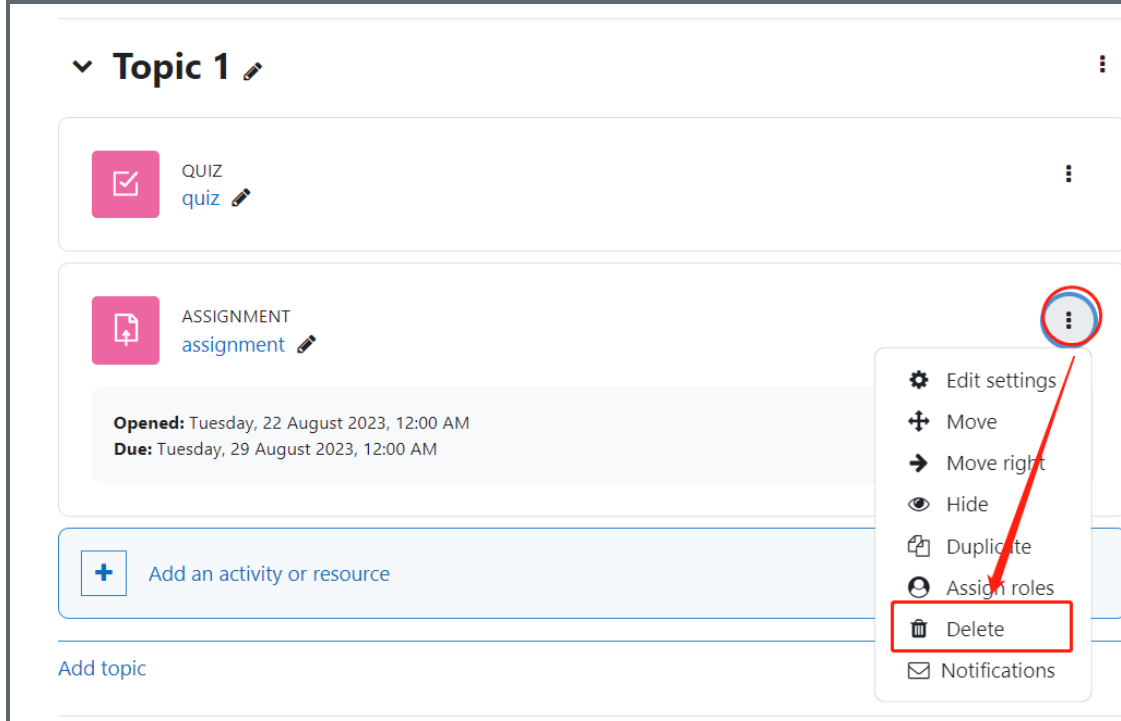 Topic 1
QUIZ
quiz
ASSIGNMENT
assignment
Opened: Tuesday, 22 August 2023, 12:00 AM
Due: Tuesday, 29 August 2023, 12:00 AM
Edit settings
Move
Move right
Hide
Duplicate
Assign roles
Delete
Notifications
Add an activity or resource
Add topic